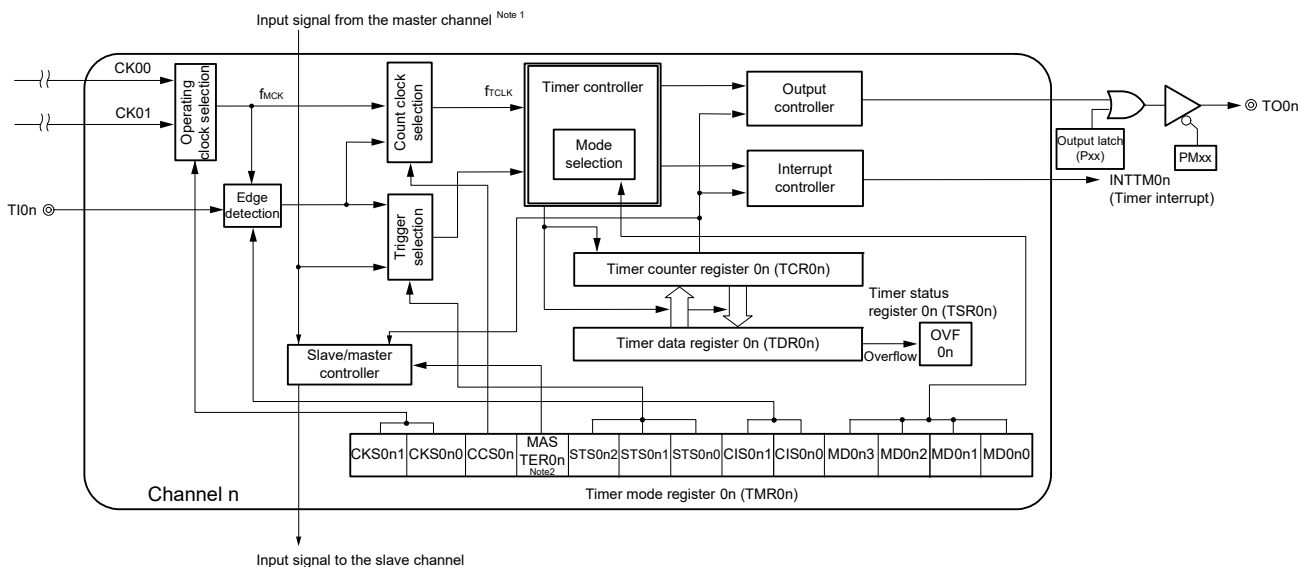 Input signal from the master channel Note 1
CK00
CK01
Operating
clock selection
fMCK
Count clock
selection
fTCLK
Timer controller
Mode
selection
Output
controller
Interrupt
controller
Output latch
(Pxx)
PMxx
TO0n
INTTM0n
(Timer interrupt)
TI0n
Edge
detection
Trigger
selection
Timer counter register 0n (TCR0n)
Timer status
register 0n (TSR0n)
Timer data register 0n (TDR0n)
Overflow
OVF
0n
Slave/master
controller
CKS0n1
CKS0n0
CCS0n
MAS
TER0n
Note2
STS0n2
STS0n1
STS0n0
CIS0n1
CIS0n0
MD0n3
MD0n2
MD0n1
MD0n0
Channel n
Timer mode register 0n (TMR0n)
Input signal to the slave channel